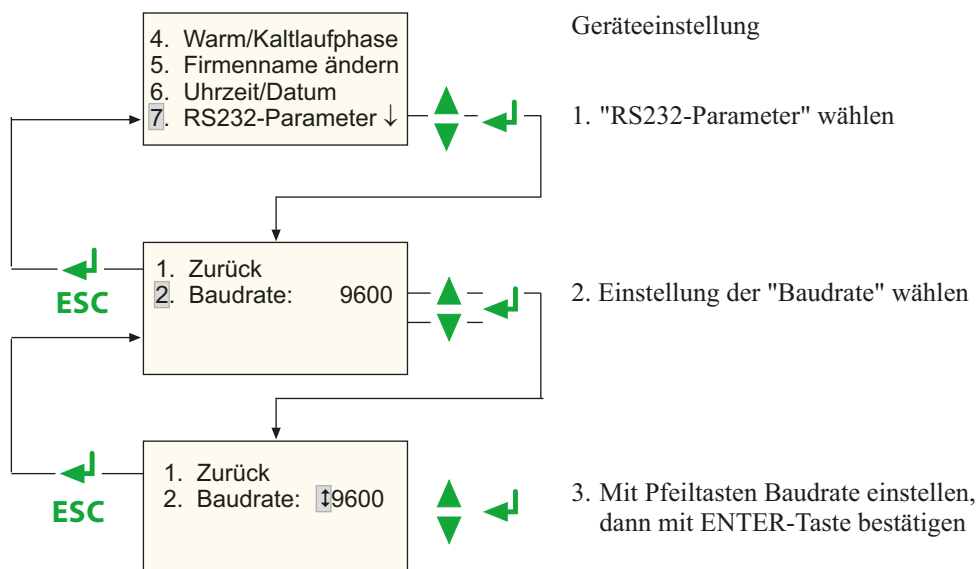 Geräteeinstellung
4. Warm/Kaltlaufphase
5. Firmenname ändern
6. Uhrzeit/Datum
7. RS232-Parameter ↓
1. "RS232-Parameter" wählen
1. Zurück
2. Baudrate: 9600
ESC
2. Einstellung der "Baudrate" wählen
1. Zurück
2. Baudrate: ↕9600
ESC
3. Mit Pfeiltasten Baudrate einstellen,
dann mit ENTER-Taste bestätigen